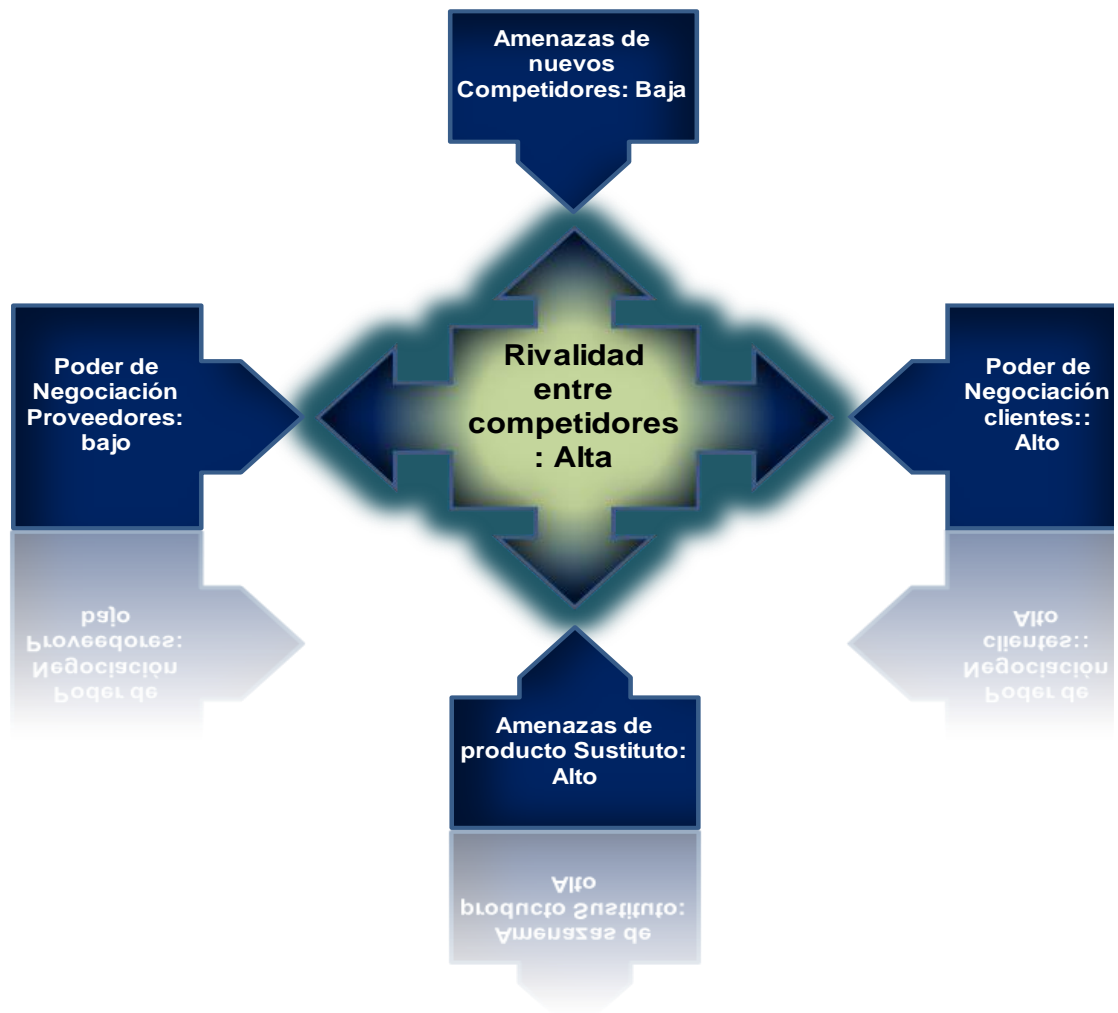 Amenazas de
nuevos
Competidores: Baja
Poder de
Negociación
Proveedores:
bajo
Rivalidad
entre
competidores
: Alta
Poder de
Negociación
clientes::
Alto
Amenazas de
producto Sustituto:
Alto